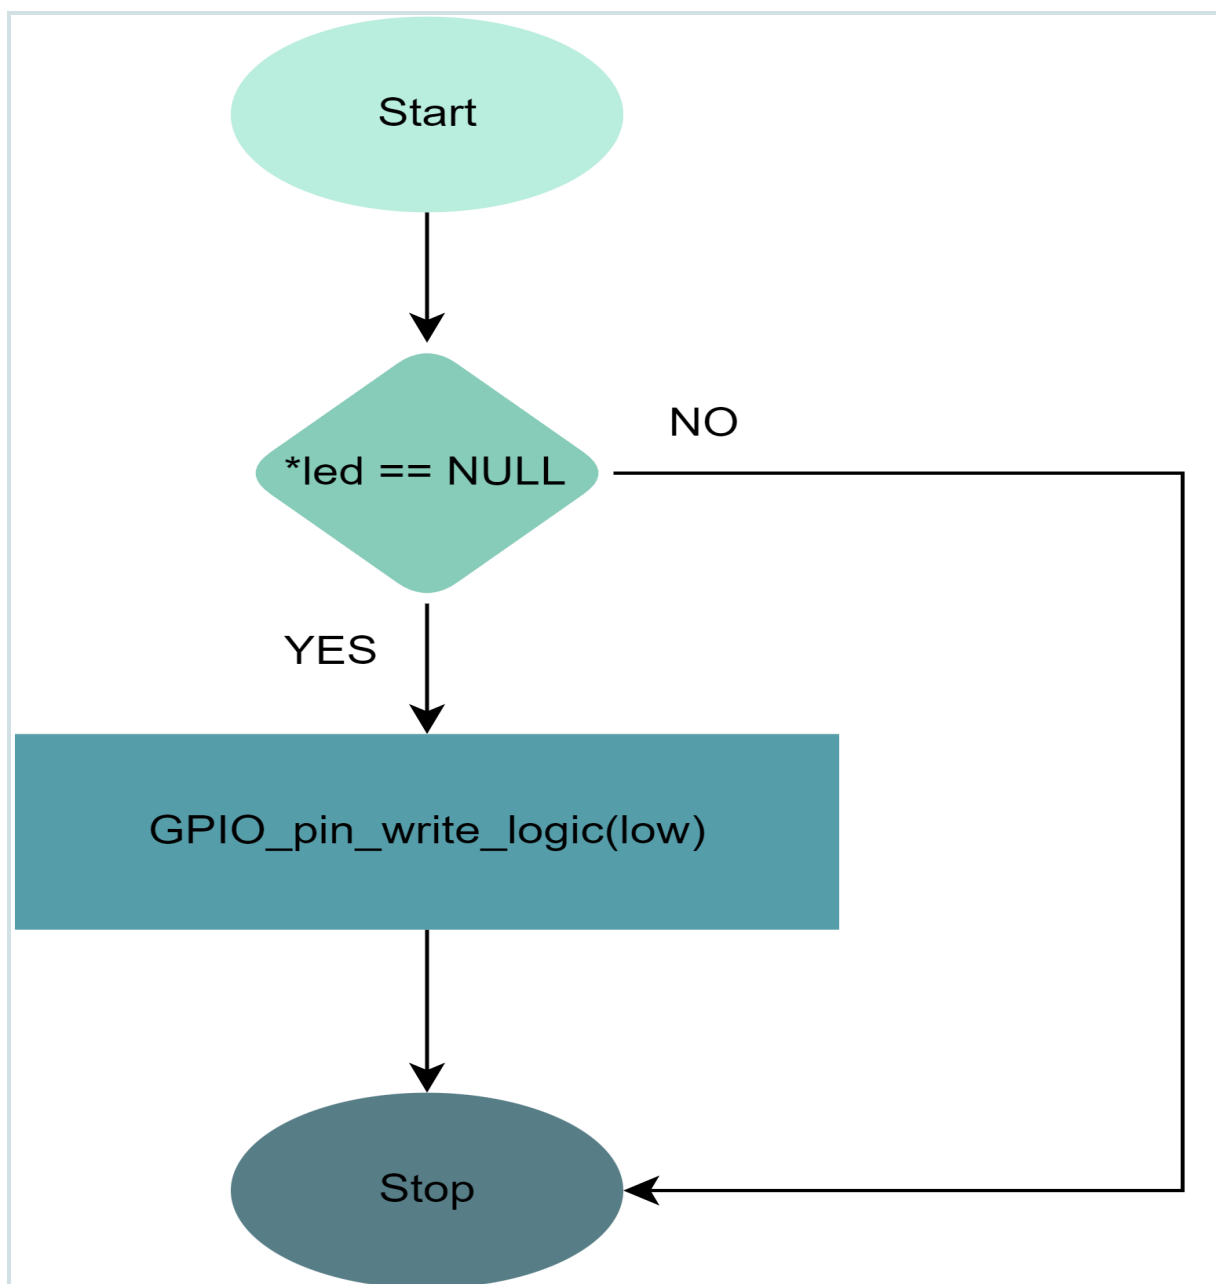 Start
*led == NULL
NO
YES
GPIO_pin_write_logic(low)
Stop